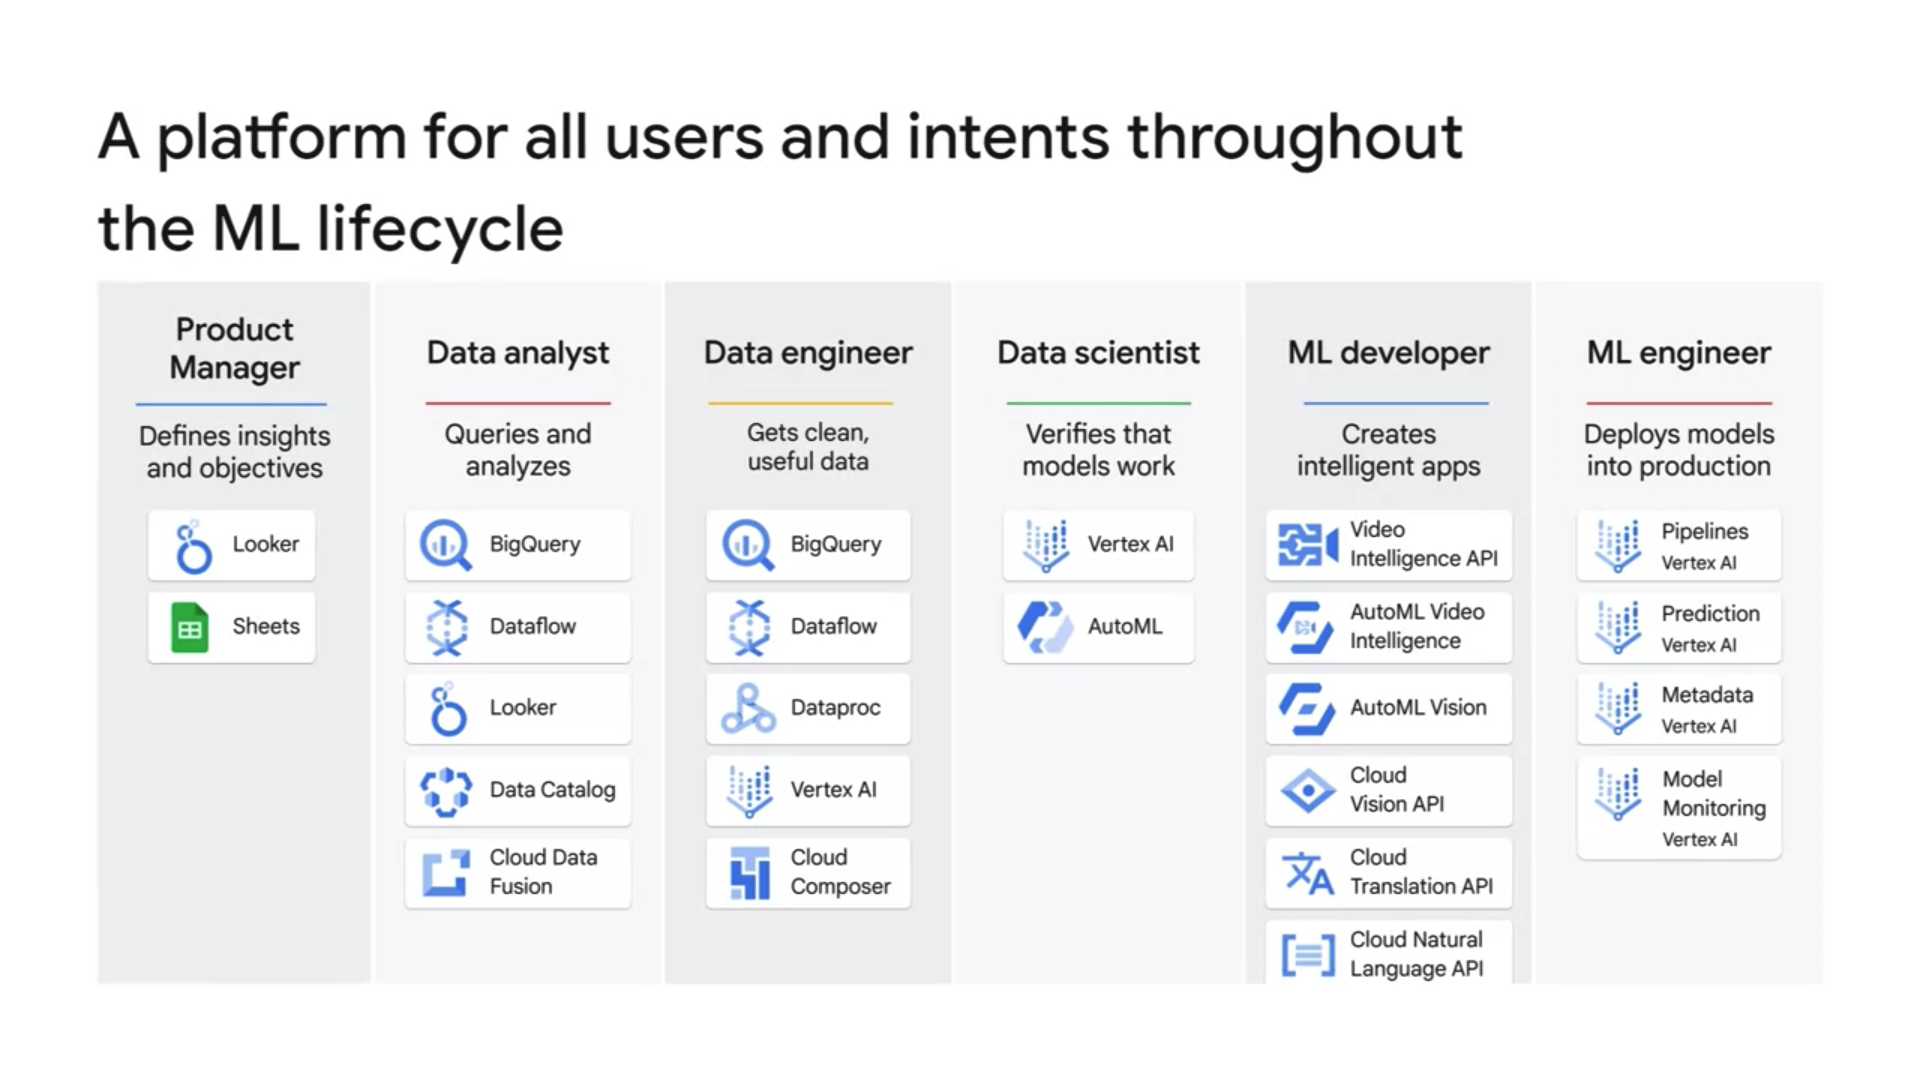 A platform for all users and intents throughout
the ML lifecycle
Product
Manager
Defines insights
and objectives
Looker
Sheets
Data analyst
Queries and
analyzes
BigQuery
Dataflow
Looker
Data Catalog
Cloud Data
Fusion
Data engineer
Gets clean,
useful data
BigQuery
Dataflow
Dataproc
Vertex AI
Cloud
Composer
Data scientist
Verifies that
models work
Vertex AI
AutoML
ML developer
Creates
intelligent apps
Video
Intelligence API
AutoML Video
Intelligence
AutoML Vision
Cloud
Vision API
Cloud
Translation API
Cloud Natural
Language API
ML engineer
Deploys models
into production
Pipelines
Vertex AI
Prediction
Vertex AI
Metadata
Vertex AI
Model
Monitoring
Vertex AI